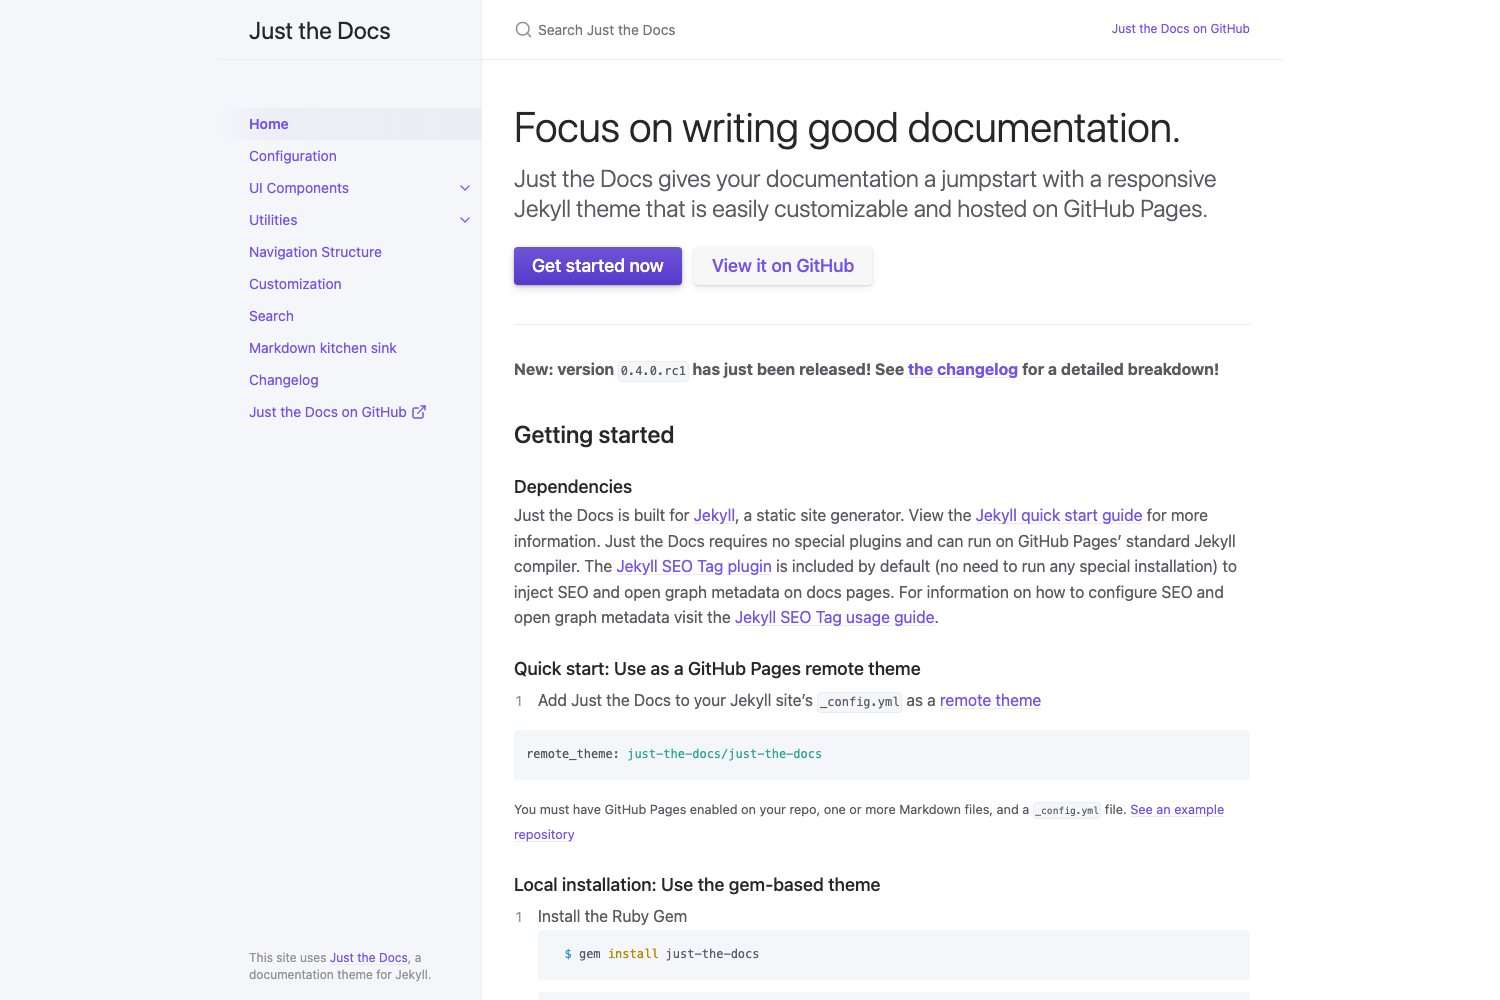 Just the Docs
Search Just the Docs
Just the Docs on GitHub
Home
Configuration
UI Components
Utilities
Navigation Structure
Customization
Search
Markdown kitchen sink
Changelog
Just the Docs on GitHub
This site uses Just the Docs, a
documentation theme for Jekyll.
Focus on writing good documentation.
Just the Docs gives your documentation a jumpstart with a responsive
Jekyll theme that is easily customizable and hosted on GitHub Pages.
Get started now
View it on GitHub
New: version 0.4.0.rc1 has just been released! See the changelog for a detailed breakdown!
Getting started
Dependencies
Just the Docs is built for Jekyll, a static site generator. View the Jekyll quick start guide for more
information. Just the Docs requires no special plugins and can run on GitHub Pages’ standard Jekyll
compiler. The Jekyll SEO Tag plugin is included by default (no need to run any special installation) to
inject SEO and open graph metadata on docs pages. For information on how to configure SEO and
open graph metadata visit the Jekyll SEO Tag usage guide.
Quick start: Use as a GitHub Pages remote theme
1 Add Just the Docs to your Jekyll site’s _config.yml as a remote theme
remote_theme: just-the-docs/just-the-docs
You must have GitHub Pages enabled on your repo, one or more Markdown files, and a _config.yml file. See an example
repository
Local installation: Use the gem-based theme
1 Install the Ruby Gem
$ gem install just-the-docs